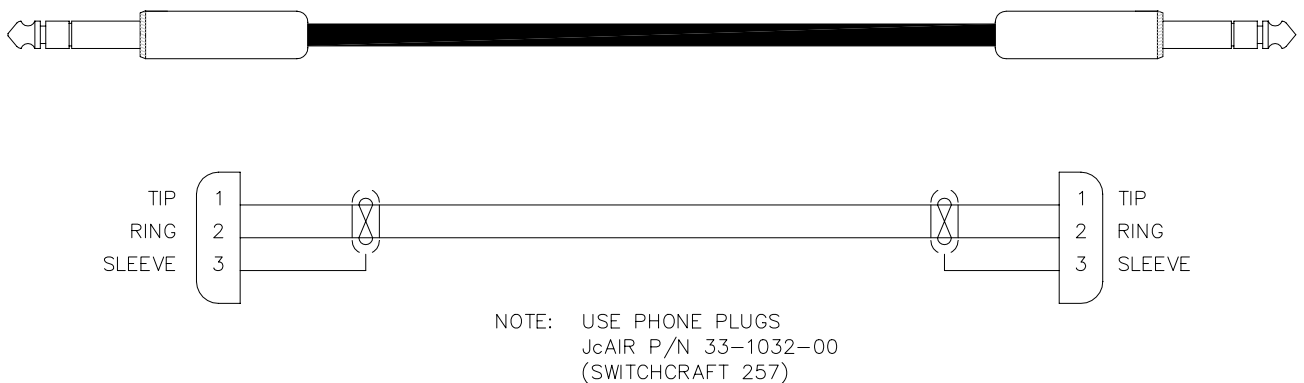 TIP 1 1 TIP
RING 2 2 RING
SLEEVE 3 3 SLEEVE
NOTE: USE PHONE PLUGS
JcAIR P/N 33-1032-00
(SWITCHCRAFT 257)